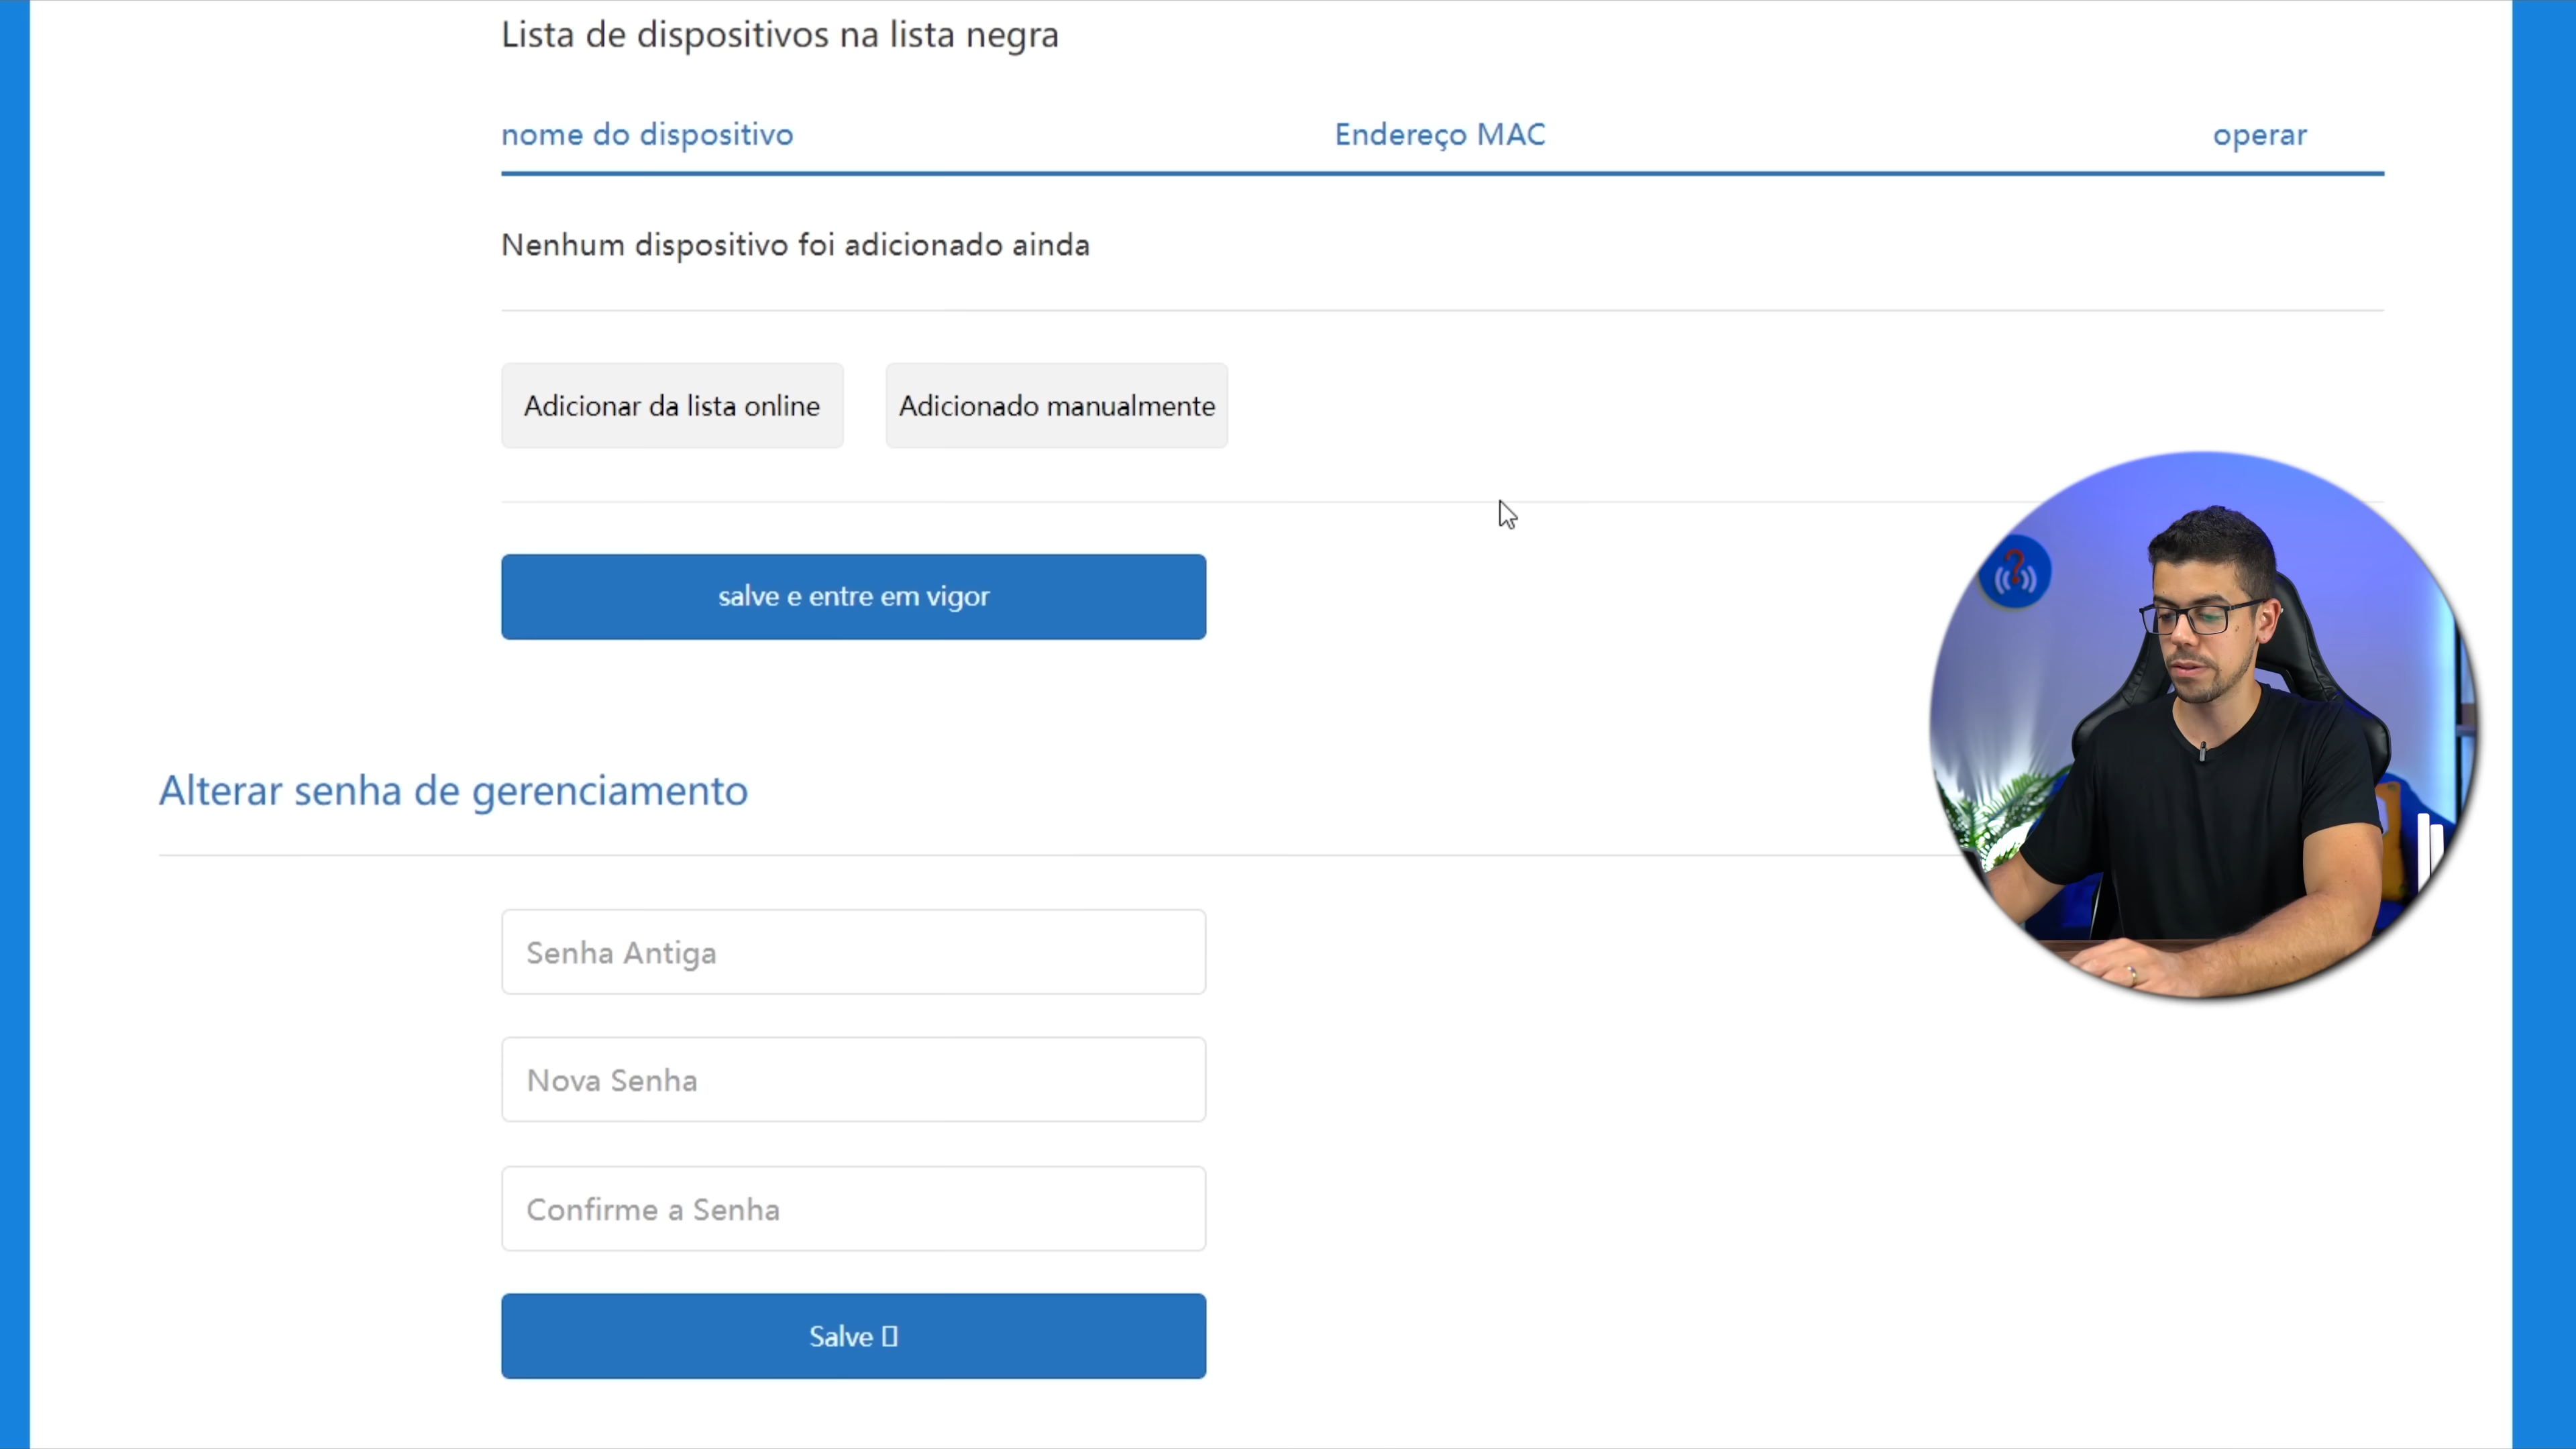 Lista de dispositivos na lista negra
nome do dispositivo Endereço MAC operar
Nenhum dispositivo foi adicionado ainda
Adicionar da lista online Adicionado manualmente
salve e entre em vigor
Alterar senha de gerenciamento
Senha Antiga
Nova Senha
Confirme a Senha
Salve